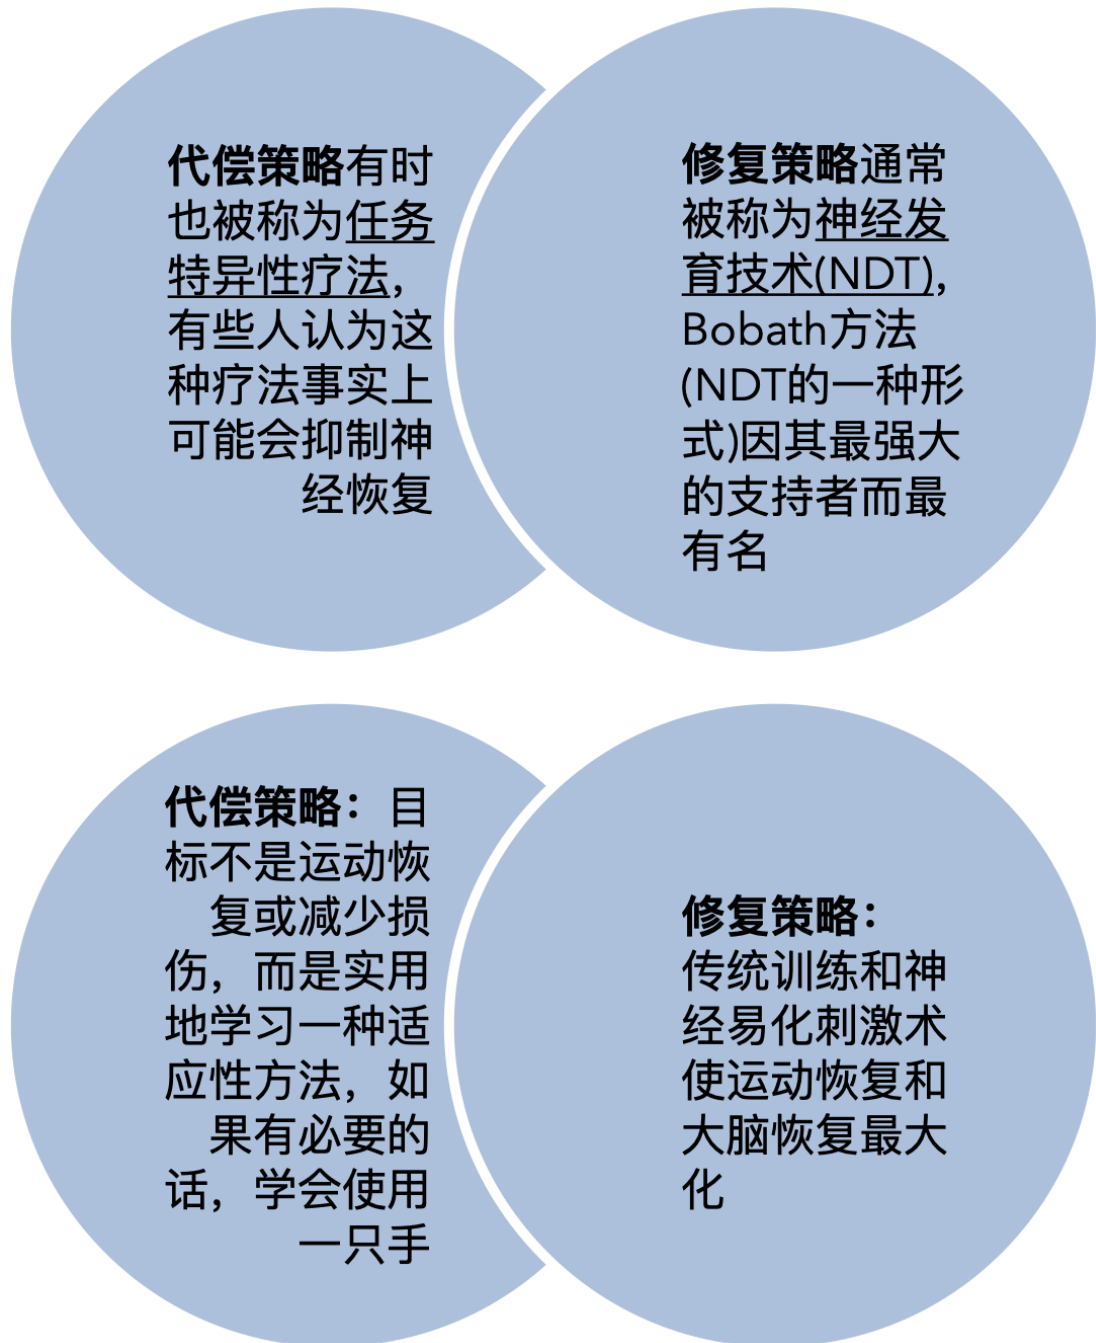 代偿策略有时
也被称为任务
特异性疗法，
有些人认为这
种疗法事实上
可能会抑制神
经恢复
修复策略通常
被称为神经发
育技术(NDT)，
Bobath方法
(NDT的一种形
式)因其最强大
的支持者而最
有名
代偿策略：目
标不是运动恢
复或减少损
伤，而是实用
地学习一种适
应性方法，如
果有必要的
话，学会使用
一只手
修复策略：
传统训练和神
经易化刺激术
使运动恢复和
大脑恢复最大
化